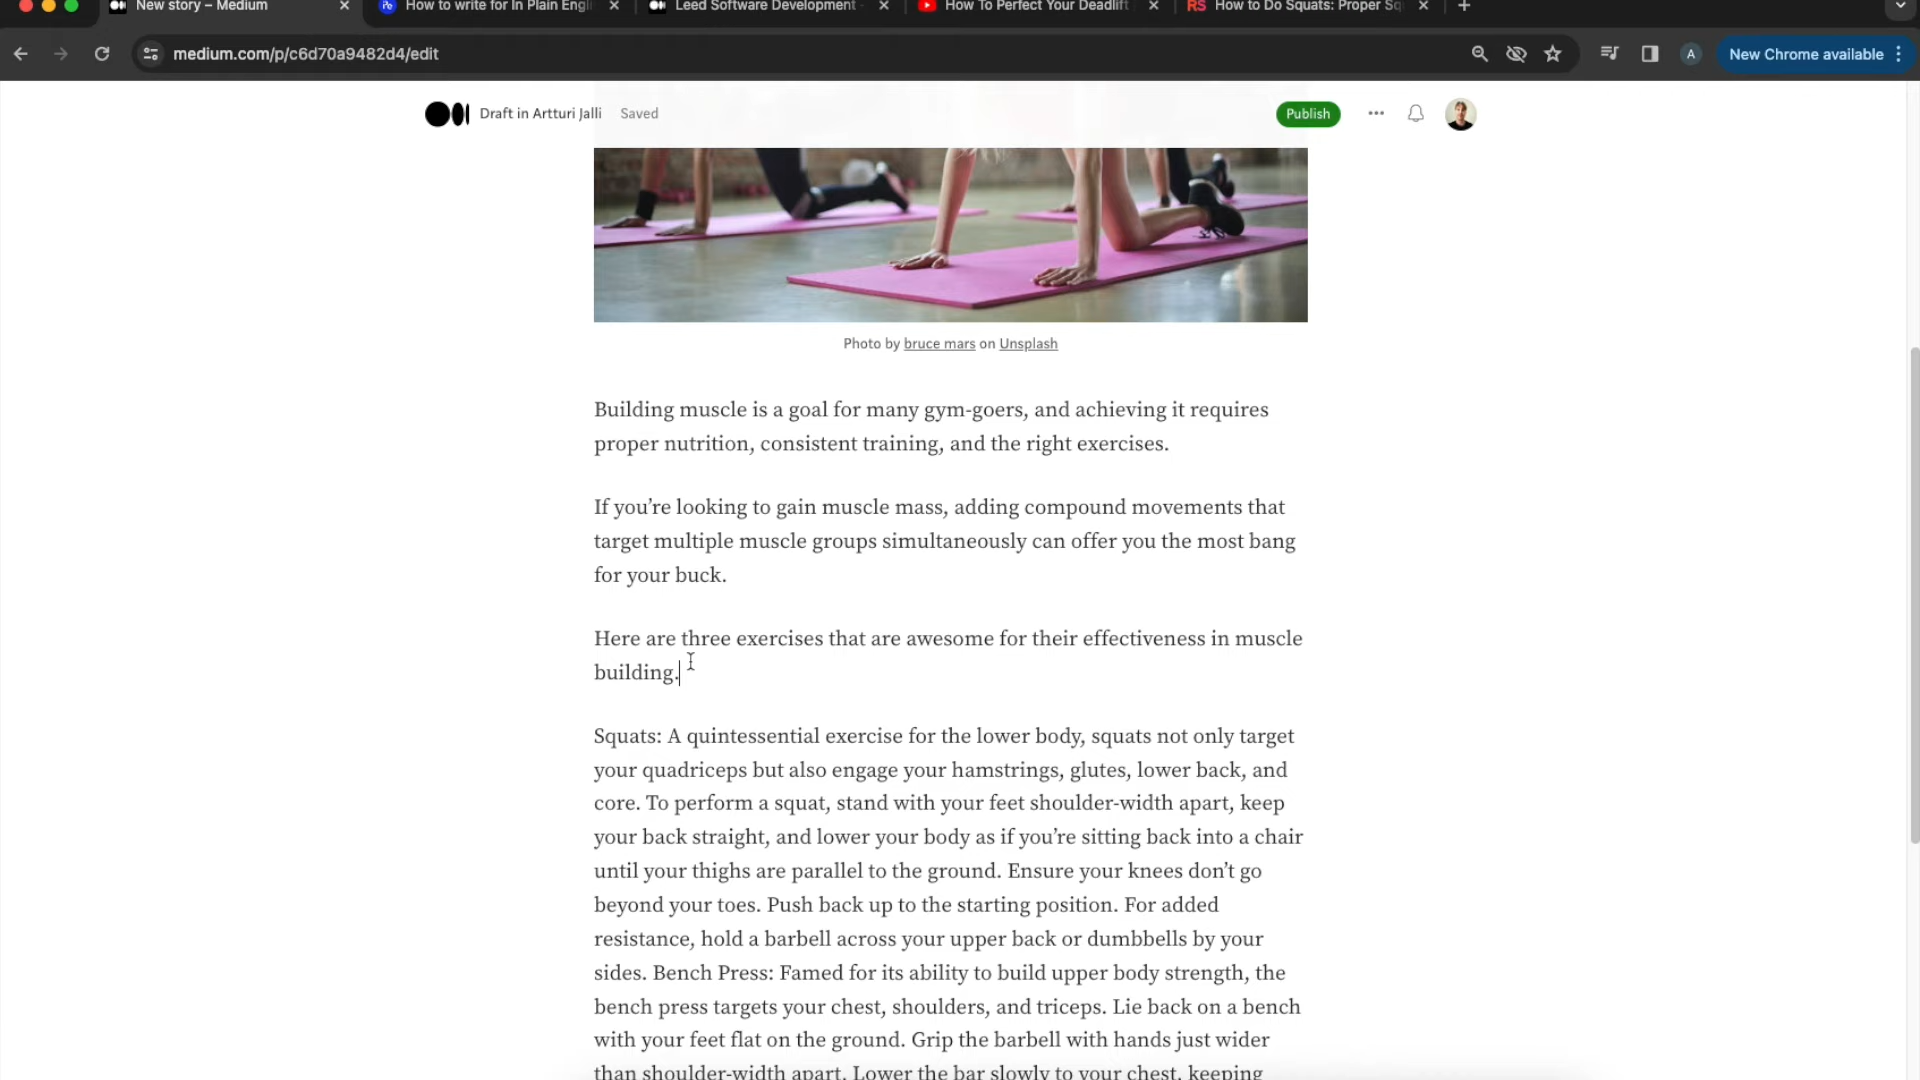 New story – Medium
How to write for In Plain Engli
Leed Software Development
How To Perfect Your Deadlift
RS How to Do Squats: Proper Sq
medium.com/p/c6d70a9482d4/edit
A
New Chrome available
Draft in Artturi Jalli
Saved
Publish
Photo by bruce mars on Unsplash
Building muscle is a goal for many gym-goers, and achieving it requires
proper nutrition, consistent training, and the right exercises.
If you’re looking to gain muscle mass, adding compound movements that
target multiple muscle groups simultaneously can offer you the most bang
for your buck.
Here are three exercises that are awesome for their effectiveness in muscle
building.
Squats: A quintessential exercise for the lower body, squats not only target
your quadriceps but also engage your hamstrings, glutes, lower back, and
core. To perform a squat, stand with your feet shoulder-width apart, keep
your back straight, and lower your body as if you’re sitting back into a chair
until your thighs are parallel to the ground. Ensure your knees don’t go
beyond your toes. Push back up to the starting position. For added
resistance, hold a barbell across your upper back or dumbbells by your
sides. Bench Press: Famed for its ability to build upper body strength, the
bench press targets your chest, shoulders, and triceps. Lie back on a bench
with your feet flat on the ground. Grip the barbell with hands just wider
than shoulder-width apart. Lower the bar slowly to your chest, keeping